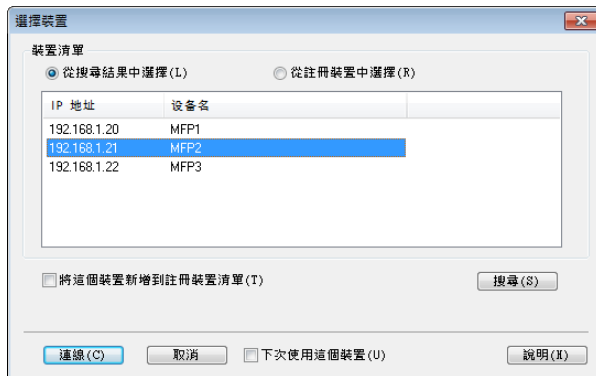 選擇裝置
裝置清單
從搜尋結果中選擇(L) 從註冊裝置中選擇(R)
IP 地址 设备名
192.168.1.20 MFP1
192.168.1.21 MFP2
192.168.1.22 MFP3
將這個裝置新增到註冊裝置清單(T) 搜尋(S)
連線(C) 取消 下次使用這個裝置(U) 說明(H)